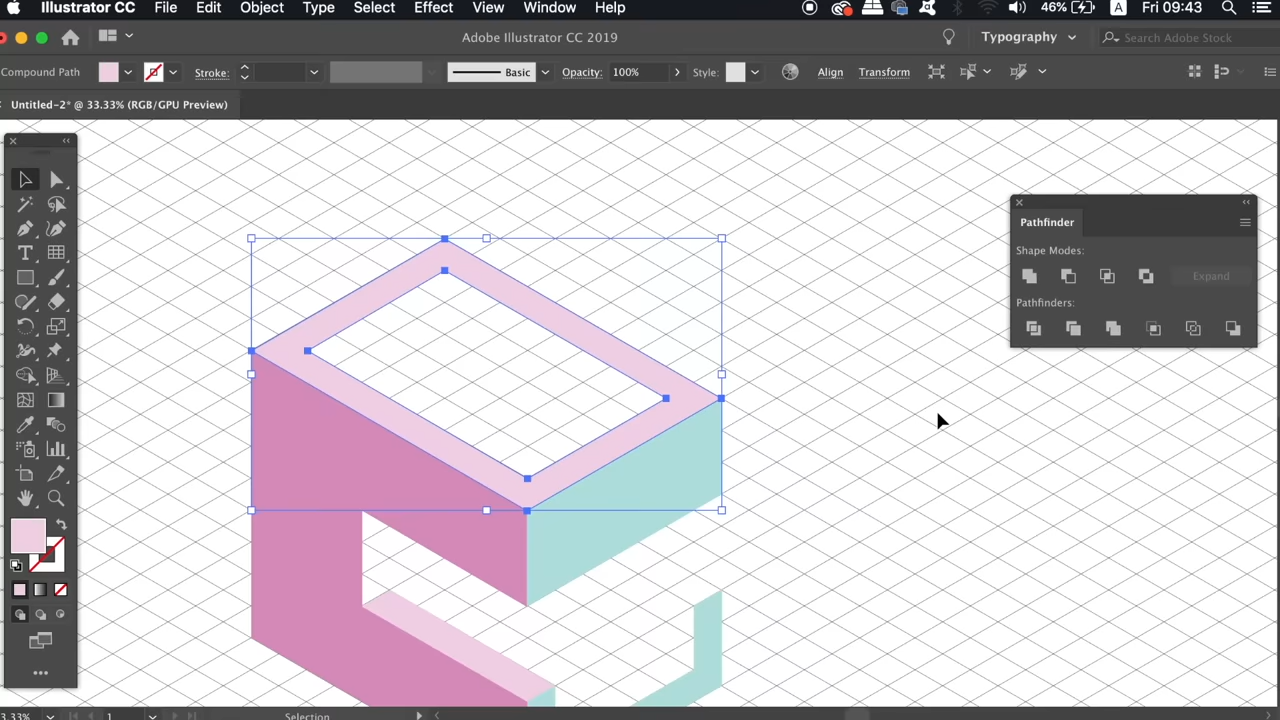 Illustrator CC File Edit Object Type Select Effect View Window Help 46% A Fri 09:43
Adobe Illustrator CC 2019 Typography Search Adobe Stock
Compound Path Stroke: Basic Opacity: 100% Style: Align Transform
Untitled-2* @ 33.33% (RGB/GPU Preview)
Pathfinder
Shape Modes:
Expand
Pathfinders:
3.33% 1 Selection